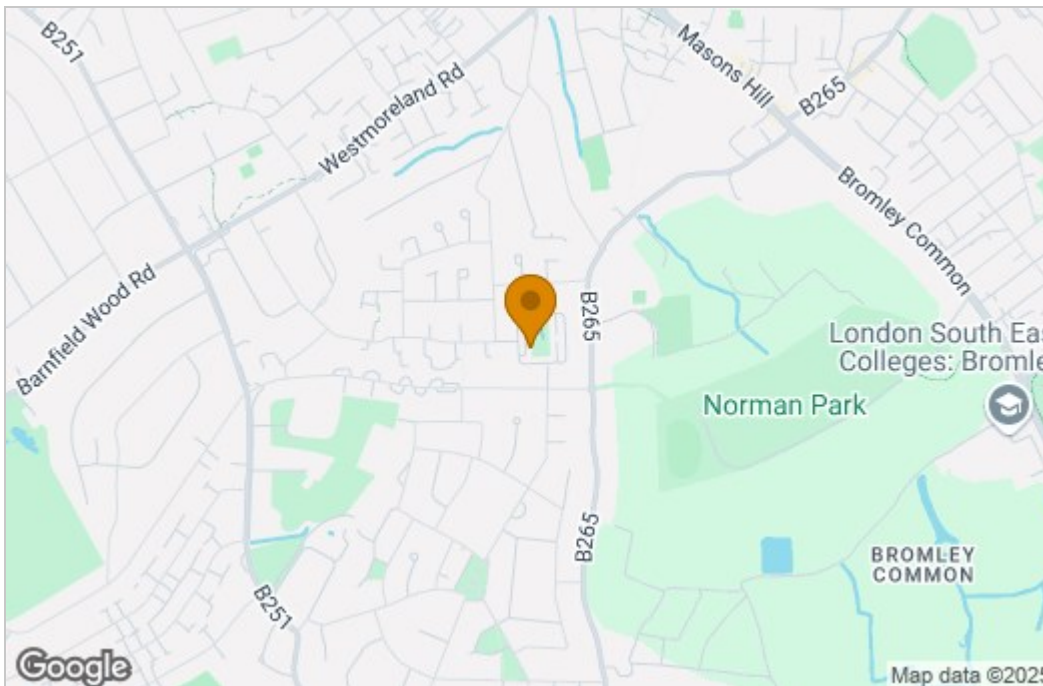 B251
Westmoreland Rd
Masons Hill
B265
Bromley Common
Barnfield Wood Rd
B265
London South Eas
Colleges: Bromle
Norman Park
B265
BROMLEY
COMMON
B251
Google
Map data ©2025